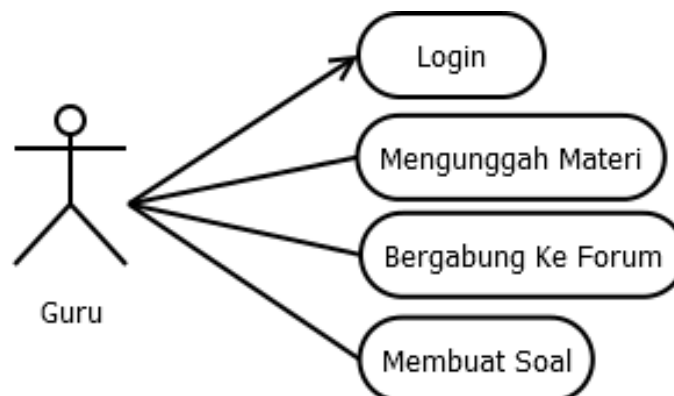 Login
Mengunggah Materi
Bergabung Ke Forum
Guru
Membuat Soal